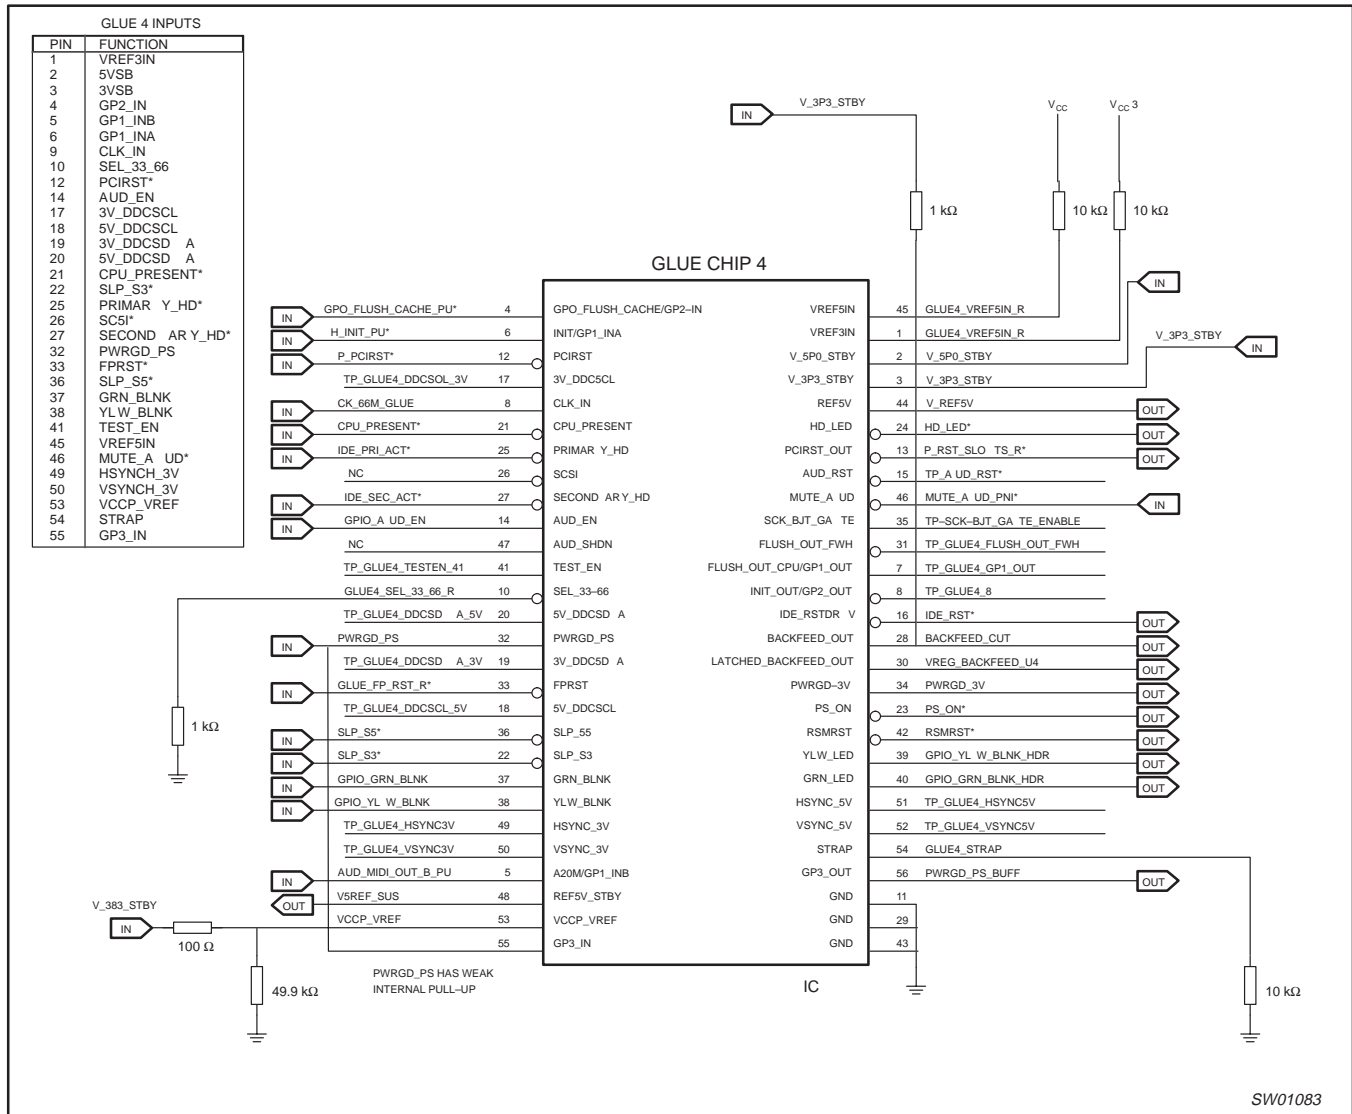 GLUE 4 INPUTS
PIN FUNCTION
1 VREF3IN
2 5VSB
3 3VSB
4 GP2_IN
5 GP1_INB
6 GP1_INA
9 CLK_IN
10 SEL_33_66
12 PCIRST*
14 AUD_EN
17 3V_DDCSCL
18 5V_DDCSCL
19 3V_DDCSD A
20 5V_DDCSD A
21 CPU_PRESENT*
22 SLP_S3*
25 PRIMAR Y_HD*
26 SC5I*
27 SECOND AR Y_HD*
32 PWRGD_PS
33 FPRST*
36 SLP_S5*
37 GRN_BLNK
38 YL W_BLNK
41 TEST_EN
45 VREF5IN
46 MUTE_A UD*
49 HSYNCH_3V
50 VSYNCH_3V
53 VCCP_VREF
54 STRAP
55 GP3_IN
IN V_3P3_STBY VCC VCC 3
1 kΩ 10 kΩ 10 kΩ
GLUE CHIP 4
IN
IN GPO_FLUSH_CACHE_PU* 4 GPO_FLUSH_CACHE/GP2–IN VREF5IN 45 GLUE4_VREF5IN_R
IN H_INIT_PU* 6 INIT/GP1_INA VREF3IN 1 GLUE4_VREF5IN_R
V_3P3_STBY IN
IN P_PCIRST* 12 PCIRST V_5P0_STBY 2 V_5P0_STBY
TP_GLUE4_DDCSOL_3V 17 3V_DDC5CL V_3P3_STBY 3 V_3P3_STBY
IN CK_66M_GLUE 8 CLK_IN REF5V 44 V_REF5V OUT
IN CPU_PRESENT* 21 CPU_PRESENT HD_LED 24 HD_LED* OUT
IN IDE_PRI_ACT* 25 PRIMAR Y_HD PCIRST_OUT 13 P_RST_SLO TS_R* OUT
NC 26 SCSI AUD_RST 15 TP_A UD_RST*
IN IDE_SEC_ACT* 27 SECOND AR Y_HD MUTE_A UD 46 MUTE_A UD_PNI* IN
IN GPIO_A UD_EN 14 AUD_EN SCK_BJT_GA TE 35 TP–SCK–BJT_GA TE_ENABLE
NC 47 AUD_SHDN FLUSH_OUT_FWH 31 TP_GLUE4_FLUSH_OUT_FWH
TP_GLUE4_TESTEN_41 41 TEST_EN FLUSH_OUT_CPU/GP1_OUT 7 TP_GLUE4_GP1_OUT
GLUE4_SEL_33_66_R 10 SEL_33–66 INIT_OUT/GP2_OUT 8 TP_GLUE4_8
TP_GLUE4_DDCSD A_5V 20 5V_DDCSD A IDE_RSTDR V 16 IDE_RST* OUT
IN PWRGD_PS 32 PWRGD_PS BACKFEED_OUT 28 BACKFEED_CUT OUT
TP_GLUE4_DDCSD A_3V 19 3V_DDC5D A LATCHED_BACKFEED_OUT 30 VREG_BACKFEED_U4 OUT
IN GLUE_FP_RST_R* 33 FPRST PWRGD–3V 34 PWRGD_3V OUT
TP_GLUE4_DDCSCL_5V 18 5V_DDCSCL PS_ON 23 PS_ON* OUT
1 kΩ
IN SLP_S5* 36 SLP_55 RSMRST 42 RSMRST* OUT
IN SLP_S3* 22 SLP_S3 YLW_LED 39 GPIO_YL W_BLNK_HDR OUT
IN GPIO_GRN_BLNK 37 GRN_BLNK GRN_LED 40 GPIO_GRN_BLNK_HDR OUT
IN GPIO_YL W_BLNK 38 YLW_BLNK HSYNC_5V 51 TP_GLUE4_HSYNC5V
TP_GLUE4_HSYNC3V 49 HSYNC_3V VSYNC_5V 52 TP_GLUE4_VSYNC5V
TP_GLUE4_VSYNC3V 50 VSYNC_3V STRAP 54 GLUE4_STRAP
IN AUD_MIDI_OUT_B_PU 5 A20M/GP1_INB GP3_OUT 56 PWRGD_PS_BUFF OUT
OUT V5REF_SUS 48 REF5V_STBY GND 11
V_383_STBY
IN 100 Ω VCCP_VREF 53 VCCP_VREF GND 29
55 GP3_IN GND 43
PWRGD_PS HAS WEAK
INTERNAL PULL–UP
IC
49.9 kΩ
10 kΩ
SW01083